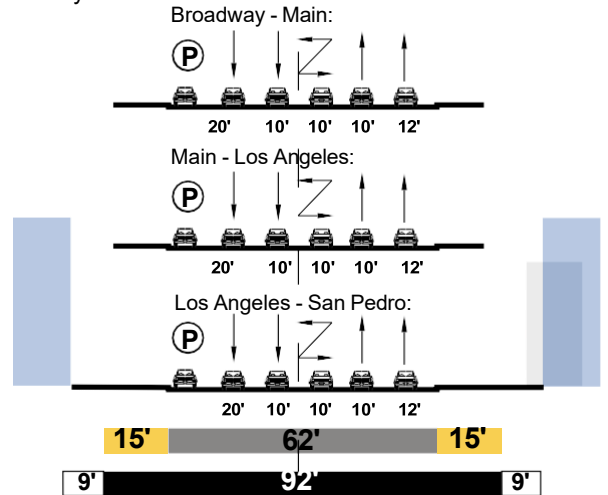 Broadway - Main:
P
20' 10' 10' 10' 12'
Main - Los Angeles:
P
20' 10' 10' 10' 12'
Los Angeles - San Pedro:
P
20' 10' 10' 10' 12'
15' 62' 15'
9' 92' 9'